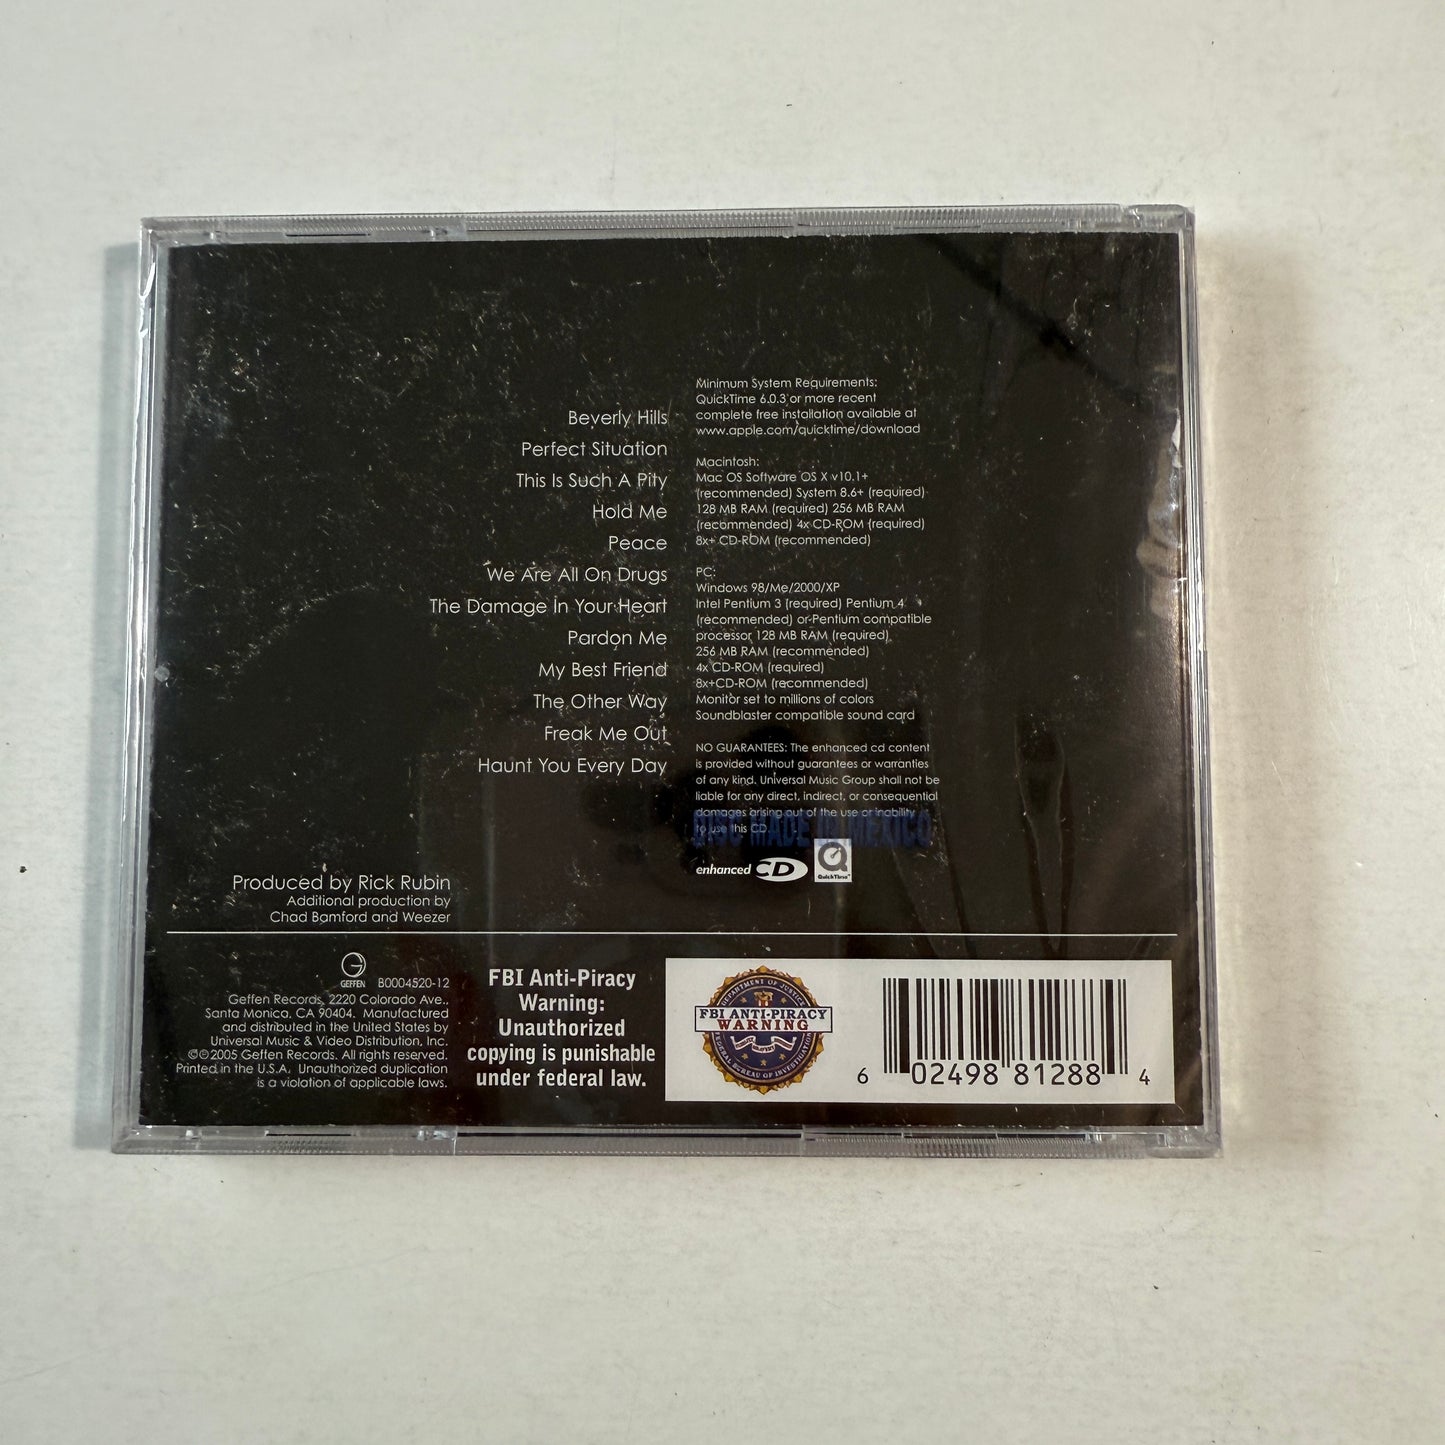 Beverly Hills
Perfect Situation
This Is Such A Pity
Hold Me
Peace
We Are All On Drugs
The Damage In Your Heart
Pardon Me
My Best Friend
The Other Way
Freak Me Out
Haunt You Every Day
Minimum System Requirements:
QuickTime 6.0.3 or more recent
complete free installation available at
www.apple.com/quicktime/download
Macintosh:
Mac OS Software OS X v10.1+
(recommended) System 8.6+ (required)
128 MB RAM (required) 256 MB RAM
(recommended) 4x CD-ROM (required)
8x+ CD-ROM (recommended)
PC:
Windows 98/Me/2000/XP
Intel Pentium 3 (required) Pentium 4
(recommended) or Pentium compatible
processor 128 MB RAM (required)
256 MB RAM (recommended)
4x CD-ROM (required)
8x+CD-ROM (recommended)
Monitor set to millions of colors
Soundblaster compatible sound card
NO GUARANTEES: The enhanced cd content
is provided without guarantees or warranties
of any kind. Universal Music Group shall not be
liable for any direct, indirect, or consequential
damages arising out of the use or inability
to use this CD.
DISC MADE IN MEXICO
enhanced CD
QuickTime
Produced by Rick Rubin
Additional production by
Chad Bamford and Weezer
GEFFEN B0004520-12
Geffen Records, 2220 Colorado Ave.,
Santa Monica, CA 90404. Manufactured
and distributed in the United States by
Universal Music & Video Distribution, Inc.
©℗2005 Geffen Records. All rights reserved.
Printed in the U.S.A. Unauthorized duplication
is a violation of applicable laws.
FBI Anti-Piracy
Warning:
Unauthorized
copying is punishable
under federal law.
DEPARTMENT OF JUSTICE
FBI ANTI-PIRACY
WARNING
FEDERAL BUREAU OF INVESTIGATION
6 02498 81288 4